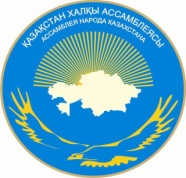 ҚАЗАҚСТАН ХАЛҚЫ АССАМБЛЕЯСЫ
АССАМБЛЕЯ НАРОДА КАЗАХСТАНА